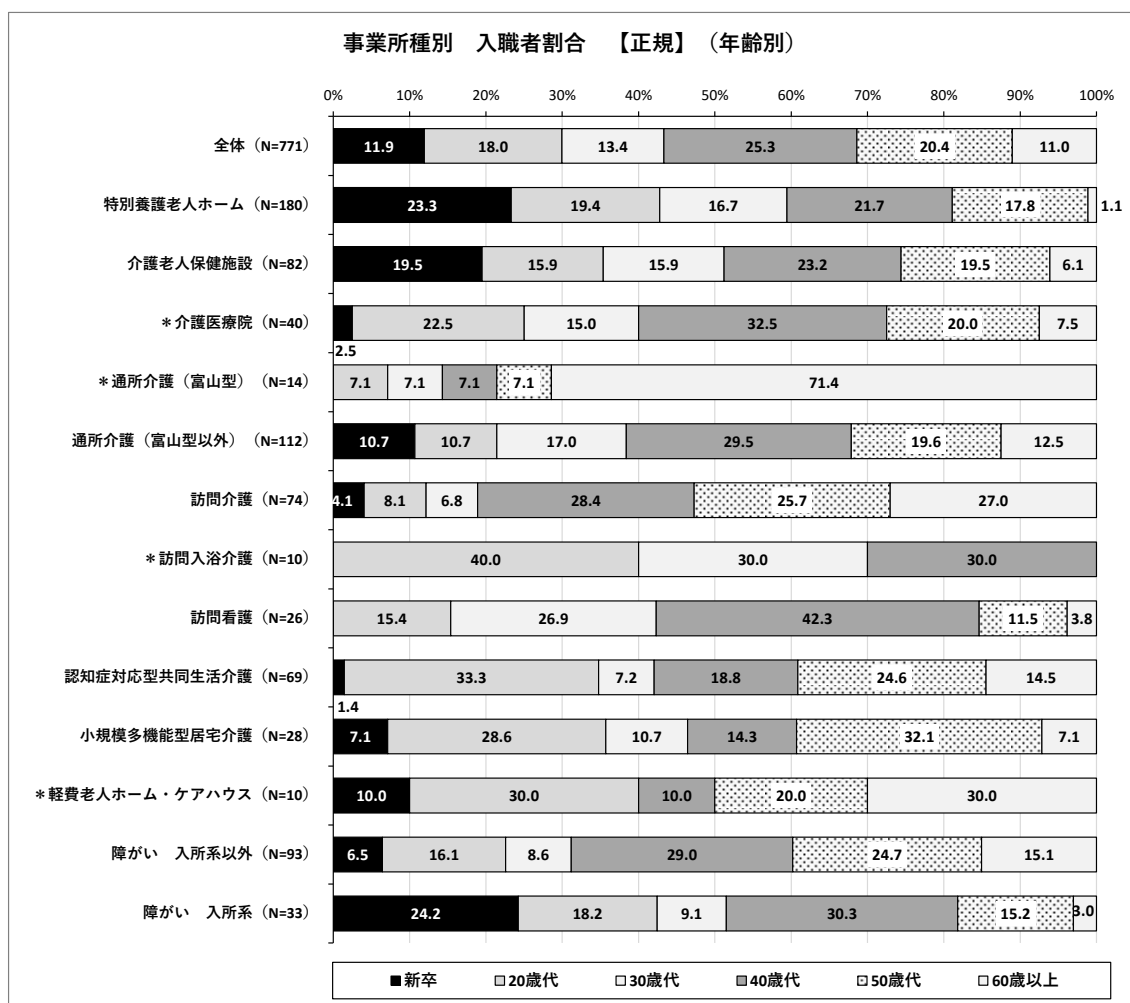 事業所種別　入職者割合　【正規】（年齢別）
0% 10% 20% 30% 40% 50% 60% 70% 80% 90% 100%
全体（N=771） 11.9 18.0 13.4 25.3 20.4 11.0
特別養護老人ホーム（N=180） 23.3 19.4 16.7 21.7 17.8 1.1
介護老人保健施設（N=82） 19.5 15.9 15.9 23.2 19.5 6.1
＊介護医療院（N=40） 22.5 15.0 32.5 20.0 7.5
2.5
＊通所介護（富山型）（N=14） 7.1 7.1 7.1 7.1 71.4
通所介護（富山型以外）（N=112） 10.7 10.7 17.0 29.5 19.6 12.5
訪問介護（N=74） 4.1 8.1 6.8 28.4 25.7 27.0
＊訪問入浴介護（N=10） 40.0 30.0 30.0
訪問看護（N=26） 15.4 26.9 42.3 11.5 3.8
認知症対応型共同生活介護（N=69） 33.3 7.2 18.8 24.6 14.5
1.4
小規模多機能型居宅介護（N=28） 7.1 28.6 10.7 14.3 32.1 7.1
＊軽費老人ホーム・ケアハウス（N=10） 10.0 30.0 10.0 20.0 30.0
障がい　入所系以外（N=93） 6.5 16.1 8.6 29.0 24.7 15.1
障がい　入所系（N=33） 24.2 18.2 9.1 30.3 15.2 3.0
新卒 20歳代 30歳代 40歳代 50歳代 60歳以上